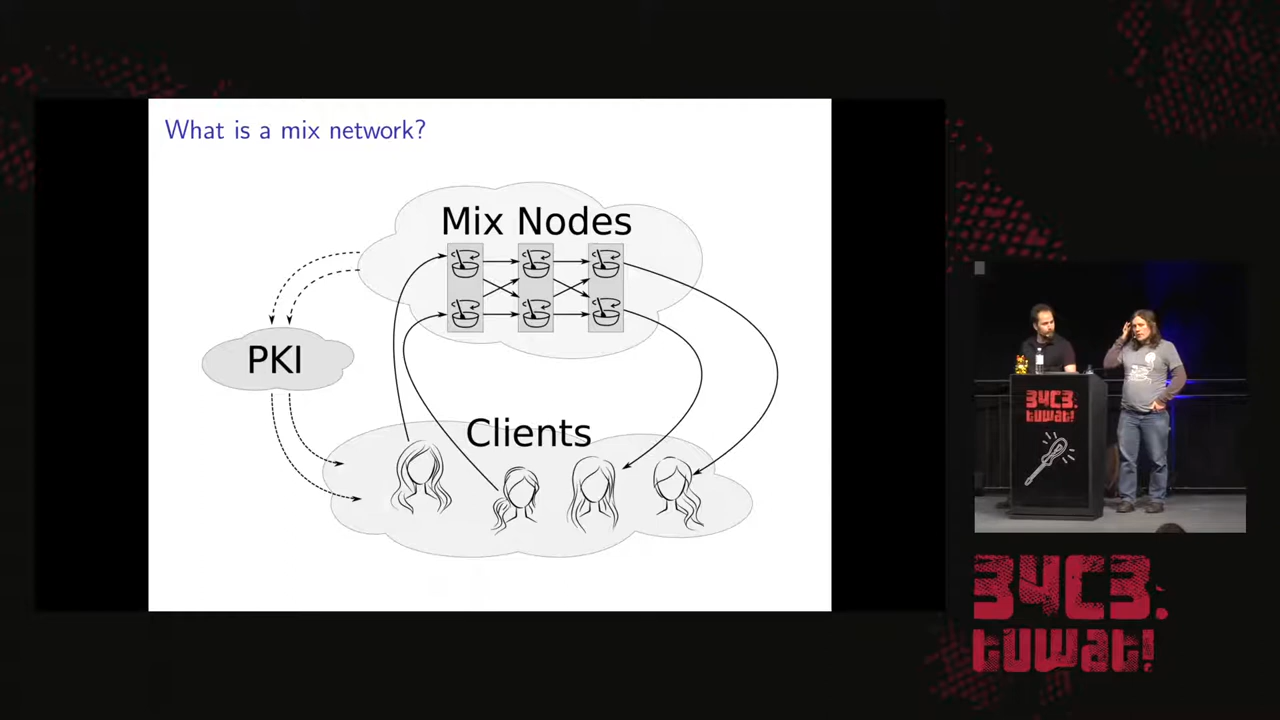 What is a mix network?
Mix Nodes
PKI
Clients
34C3.
tuwat!
34C3.
tuwat!